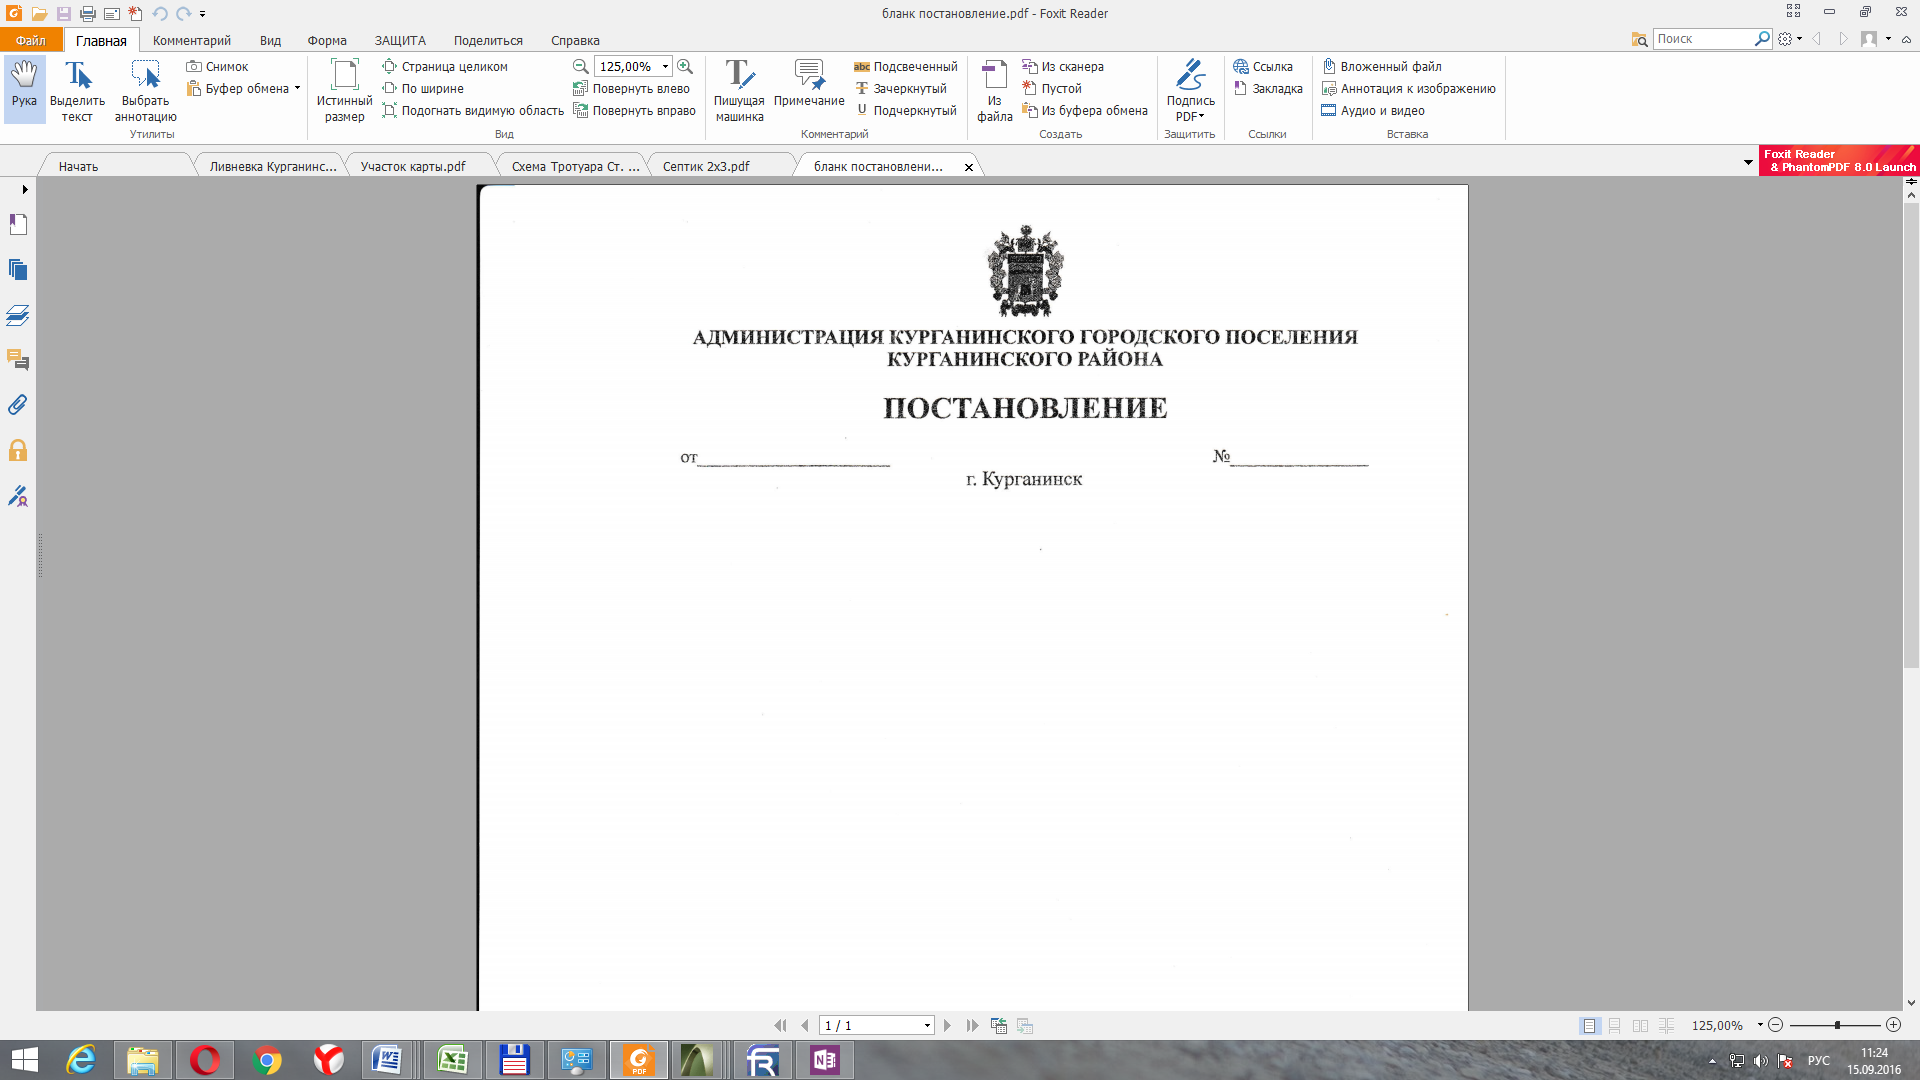 бланк постановление.pdf - Foxit Reader
Файл Главная Комментарий Вид Форма ЗАЩИТА Поделиться Справка Поиск
Рука
Выделить текст
Выбрать аннотацию
Снимок
Буфер обмена
Утилиты
Истинный размер
Страница целиком
По ширине
Подогнать видимую область
125,00%
Повернуть влево
Повернуть вправо
Вид
Пишущая машинка
Примечание
Подсвеченный
Зачеркнутый
Подчеркнутый
Комментарий
Из файла
Из сканера
Пустой
Из буфера обмена
Создать
Подпись PDF
Защитить
Ссылка
Закладка
Ссылки
Вложенный файл
Аннотация к изображению
Аудио и видео
Вставка
Начать Ливневка Курганинс... Участок карты.pdf Схема Тротуара Ст. ... Септик 2х3.pdf бланк постановлени...
Foxit Reader
& PhantomPDF 8.0 Launch
АДМИНИСТРАЦИЯ КУРГАНИНСКОГО ГОРОДСКОГО ПОСЕЛЕНИЯ
КУРГАНИНСКОГО РАЙОНА
ПОСТАНОВЛЕНИЕ
от №
г. Курганинск
1 / 1 125,00%
РУС 11:24
15.09.2016